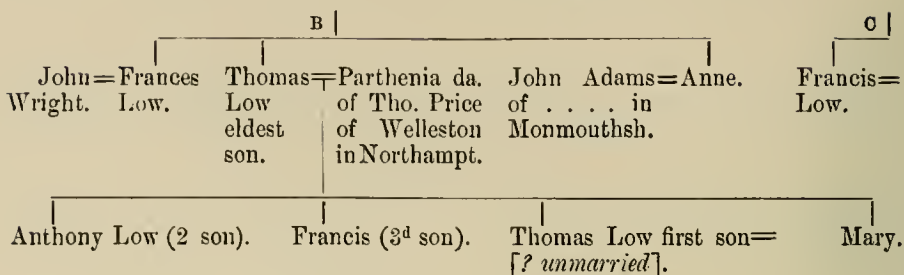 B C
John=Frances Thomas=Parthenia da. John Adams=Anne. Francis=
Wright. Low. Low of Tho. Price of . . . . in Low.
eldest of Welleston Monmouthsh.
son. in Northampt.
Anthony Low (2 son). Francis (3d son). Thomas Low first son= Mary.
[? unmarried].